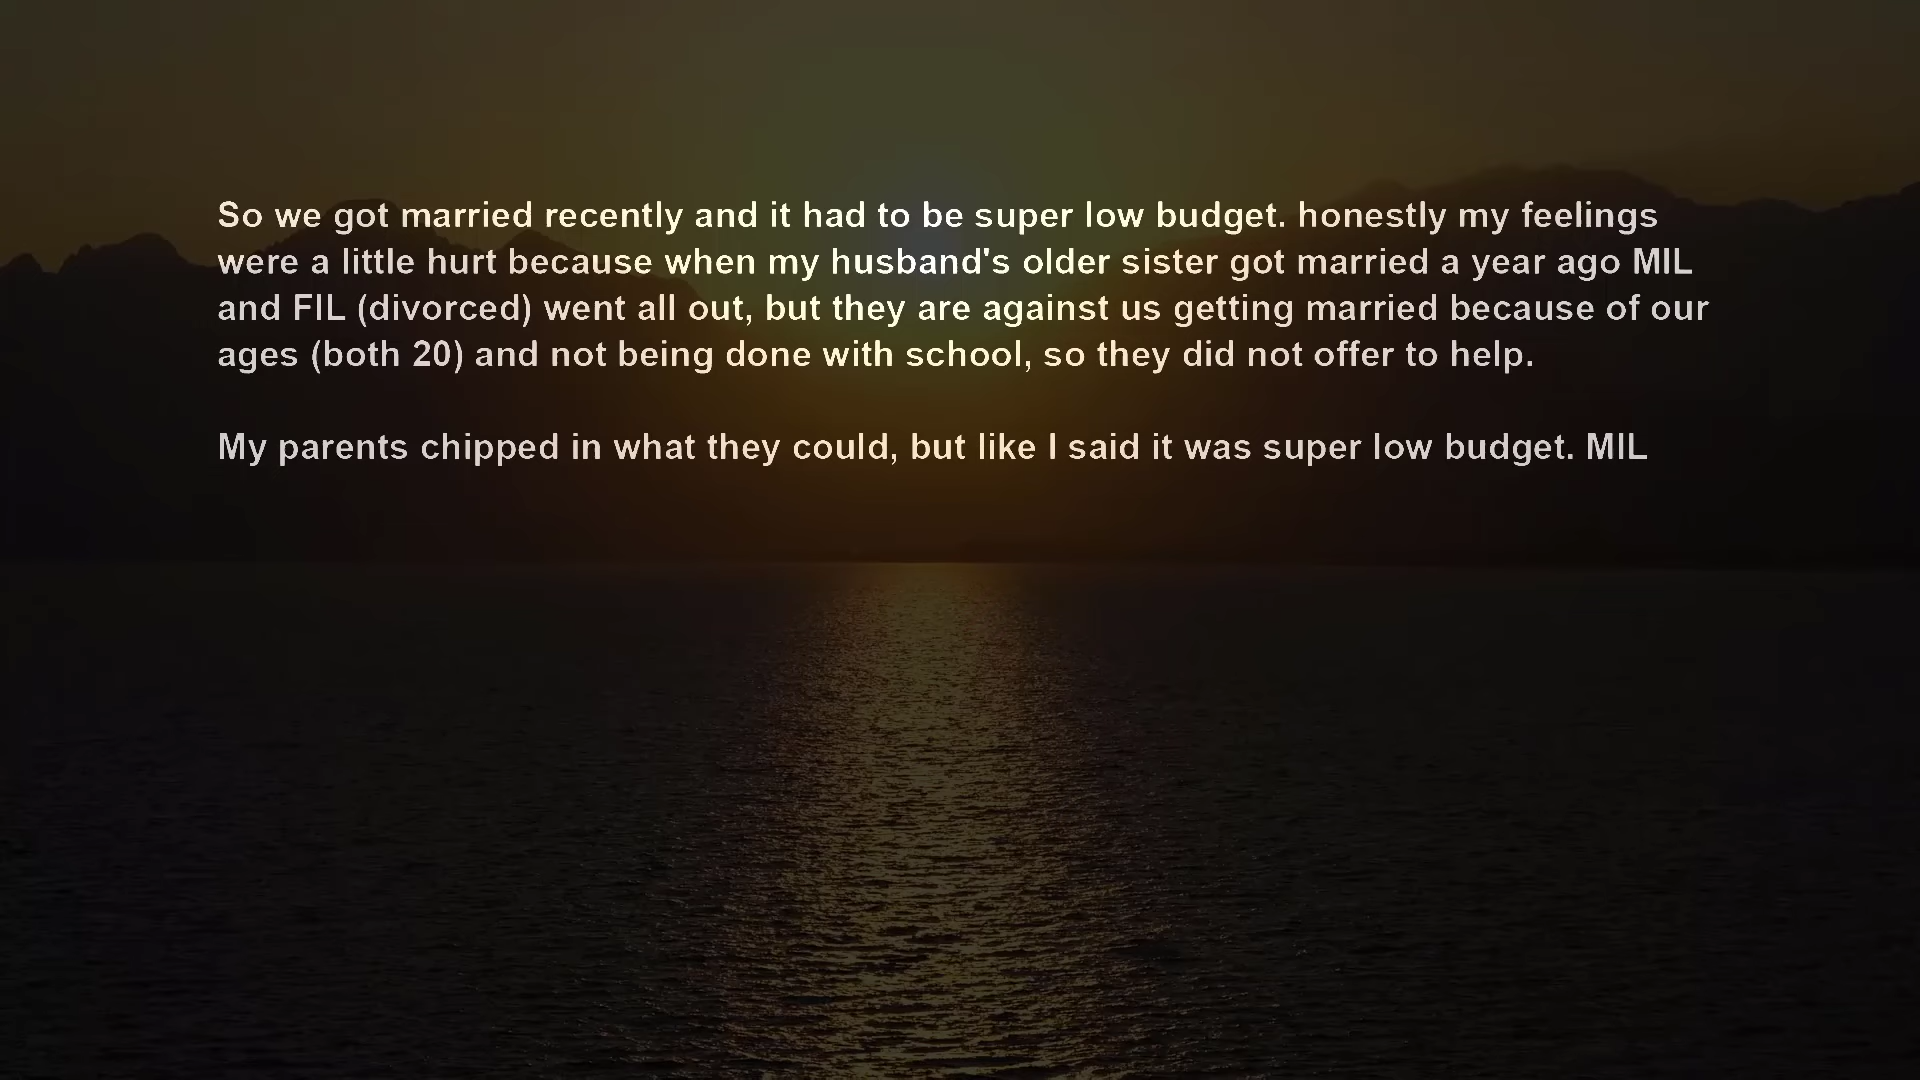 So we got married recently and it had to be super low budget. honestly my feelings
were a little hurt because when my husband's older sister got married a year ago MIL
and FIL (divorced) went all out, but they are against us getting married because of our
ages (both 20) and not being done with school, so they did not offer to help.
My parents chipped in what they could, but like I said it was super low budget. MIL